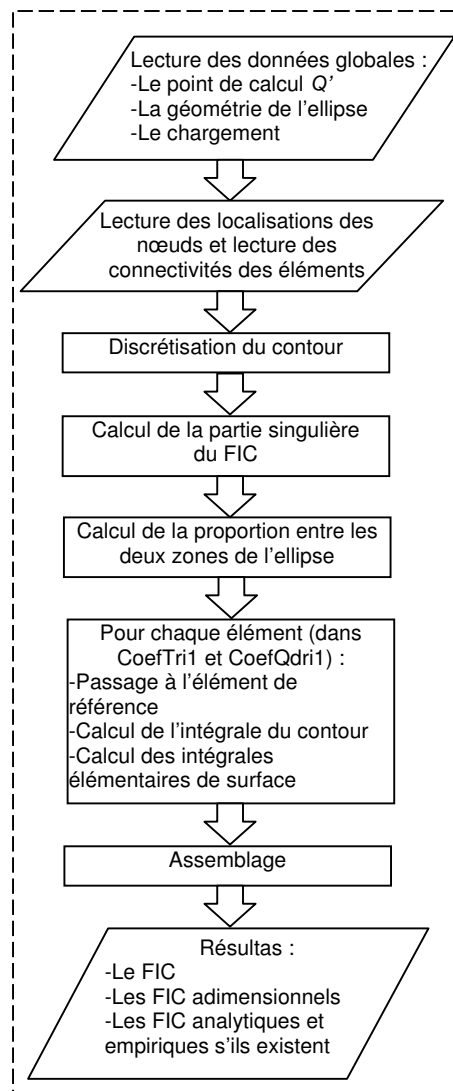 Lecture des données globales :
-Le point de calcul Q’
-La géométrie de l’ellipse
-Le chargement
Lecture des localisations des
nœuds et lecture des
connectivités des éléments
Discrétisation du contour
Calcul de la partie singulière
du FIC
Calcul de la proportion entre les
deux zones de l’ellipse
Pour chaque élément (dans
CoefTri1 et CoefQdri1) :
-Passage à l’élément de
référence
-Calcul de l’intégrale du contour
-Calcul des intégrales
élémentaires de surface
Assemblage
Résultas :
-Le FIC
-Les FIC adimensionnels
-Les FIC analytiques et
empiriques s’ils existent